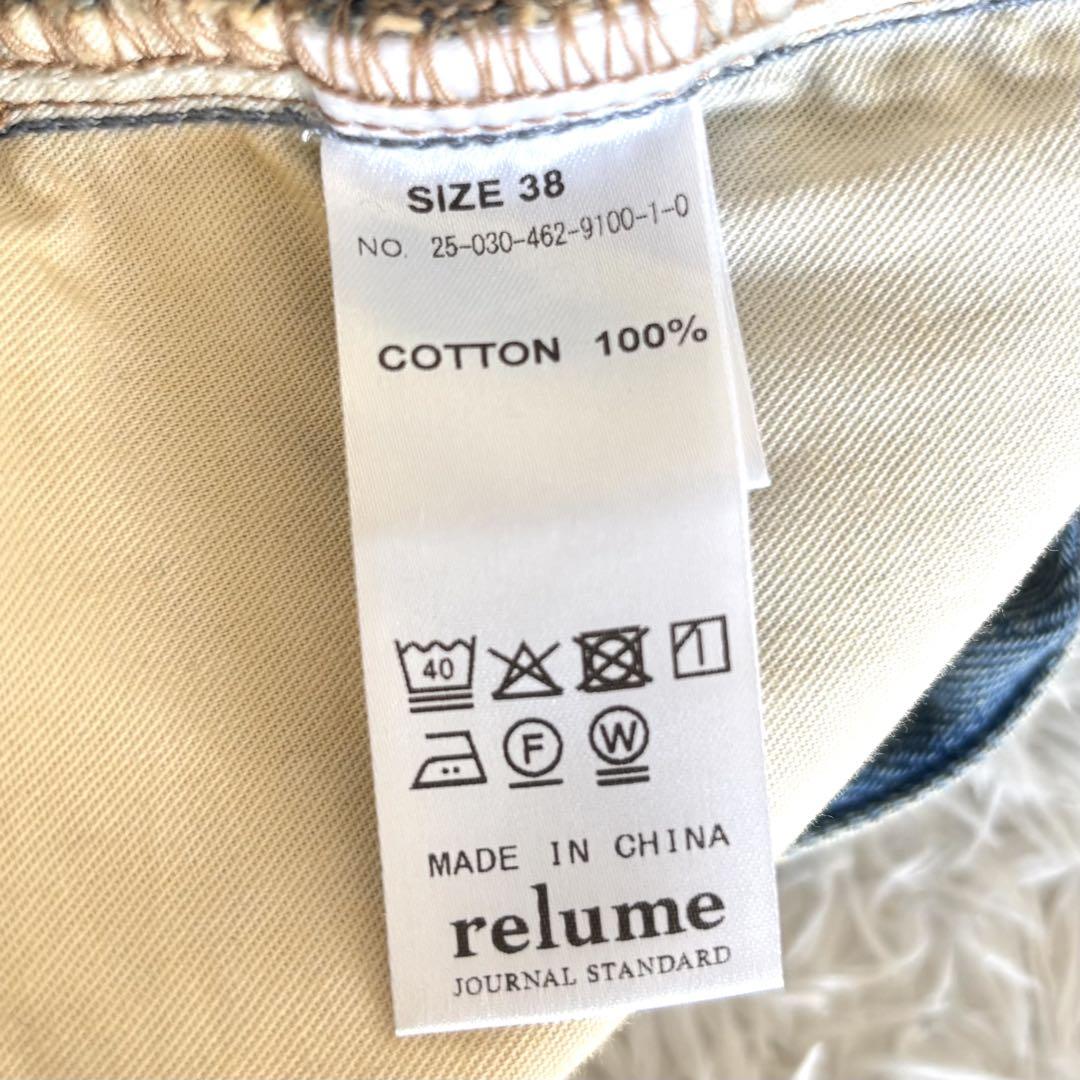 SIZE 38
NO. 25-030-462-9100-1-0
COTTON 100%
40
F W
MADE IN CHINA
relume
JOURNAL STANDARD